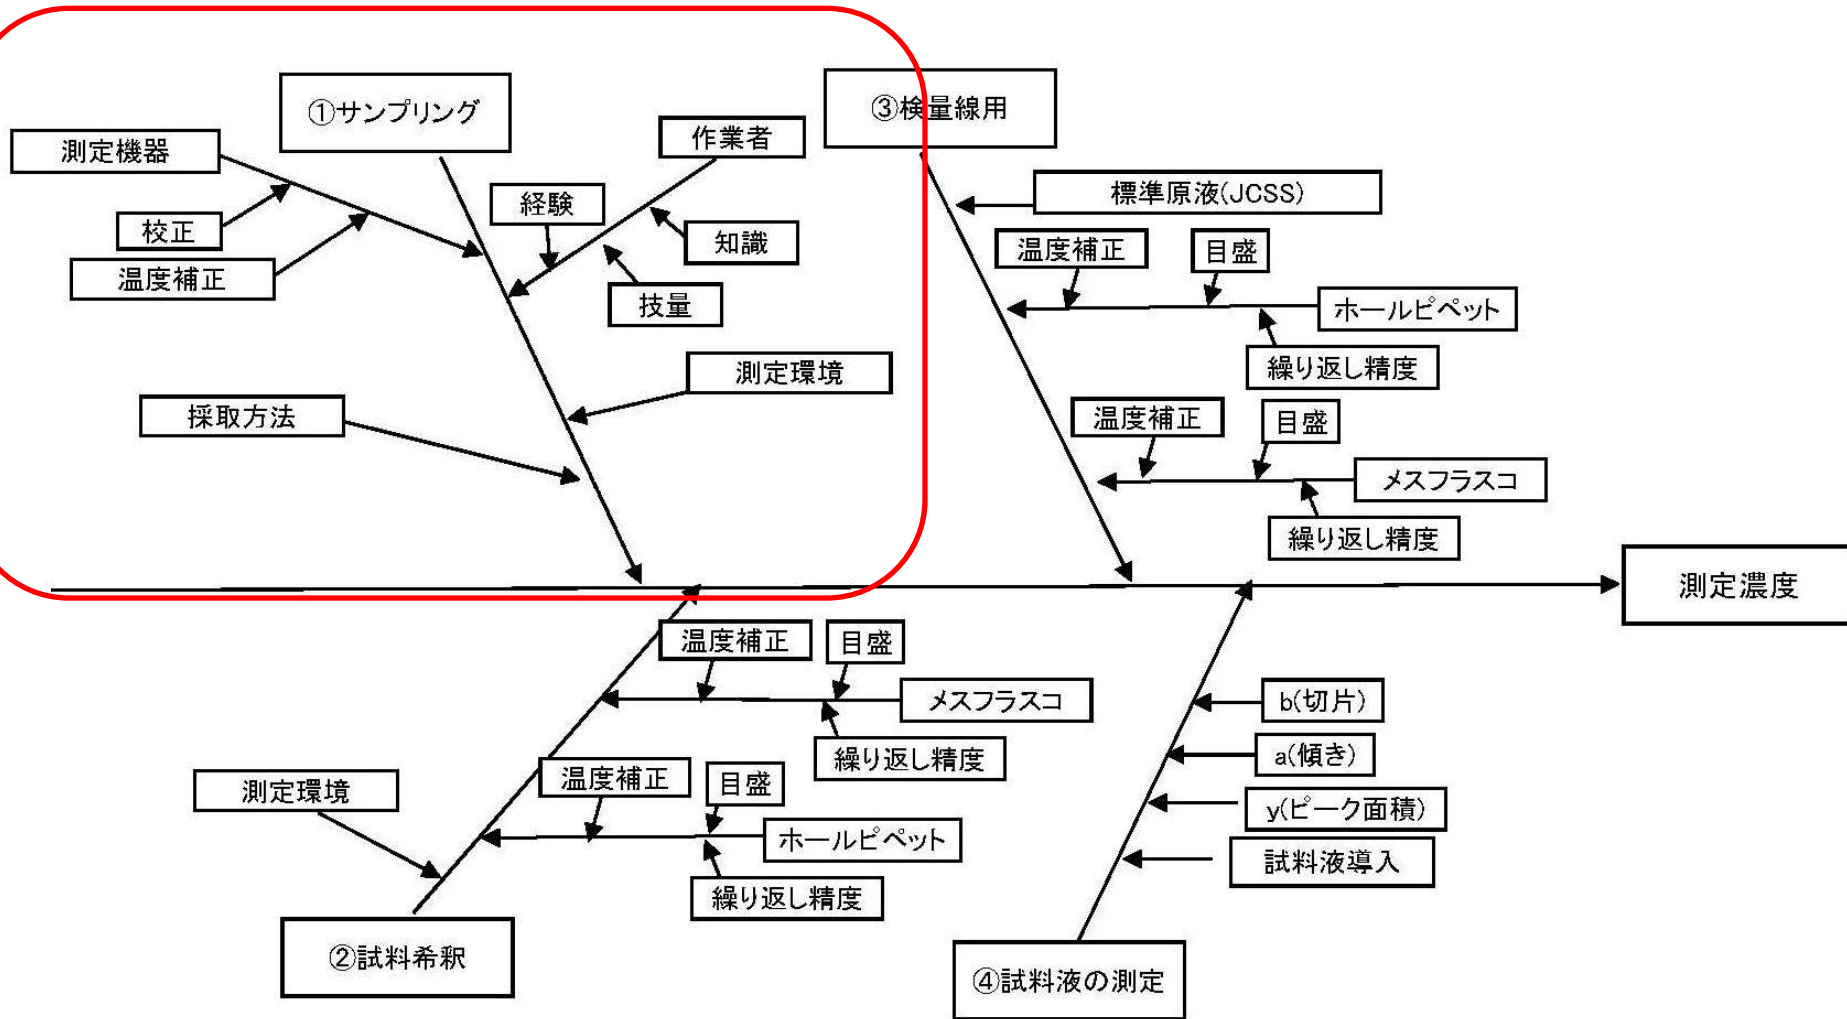 ①サンプリング
測定機器
校正
温度補正
作業者
経験
知識
技量
測定環境
採取方法
③検量線用
標準原液(JCSS)
温度補正
目盛
ホールピペット
繰り返し精度
温度補正
目盛
メスフラスコ
繰り返し精度
測定濃度
温度補正
目盛
メスフラスコ
繰り返し精度
測定環境
温度補正
目盛
ホールピペット
繰り返し精度
②試料希釈
b(切片)
a(傾き)
y(ピーク面積)
試料液導入
④試料液の測定